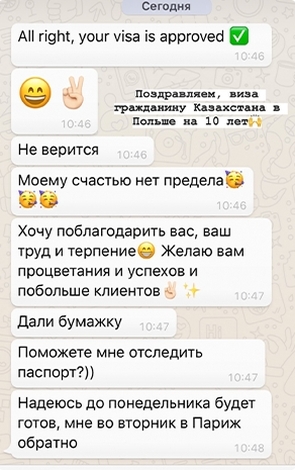 Сегодня
All right, your visa is approved ✅
10:46
😄✌🏻
10:46
Поздравляем, виза
гражданину Казахстана в
Польше на 10 лет🙌
Не верится
10:46
Моему счастью нет предела🥳
🥳🥳
10:46
Хочу поблагодарить вас, ваш
труд и терпение😁 Желаю вам
процветания и успехов и
побольше клиентов✌🏻✨
10:47
Дали бумажку
10:47
Поможете мне отследить
паспорт?))
10:47
Надеюсь до понедельника будет
готов, мне во вторник в Париж
обратно
10:48